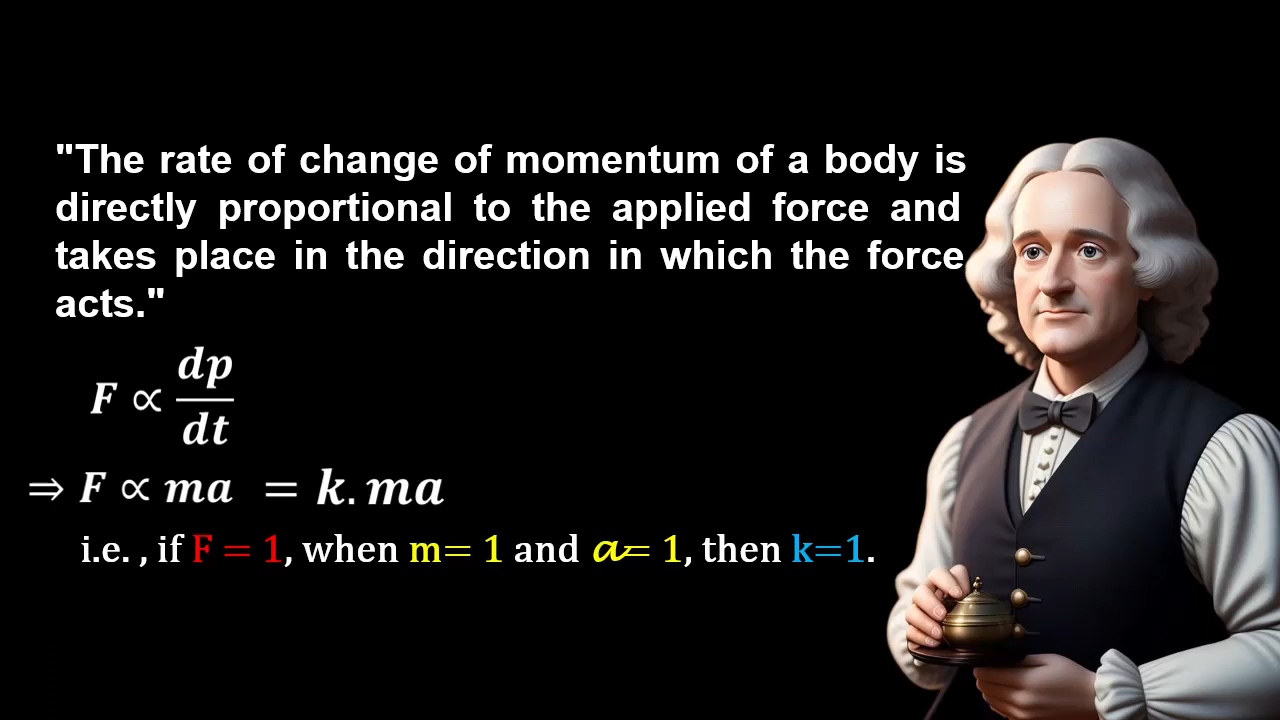 "The rate of change of momentum of a body is
directly proportional to the applied force and
takes place in the direction in which the force
acts."
F ∝ dp/dt
⇒ F ∝ ma = k.ma
i.e. , if F = 1, when m= 1 and a= 1, then k=1.